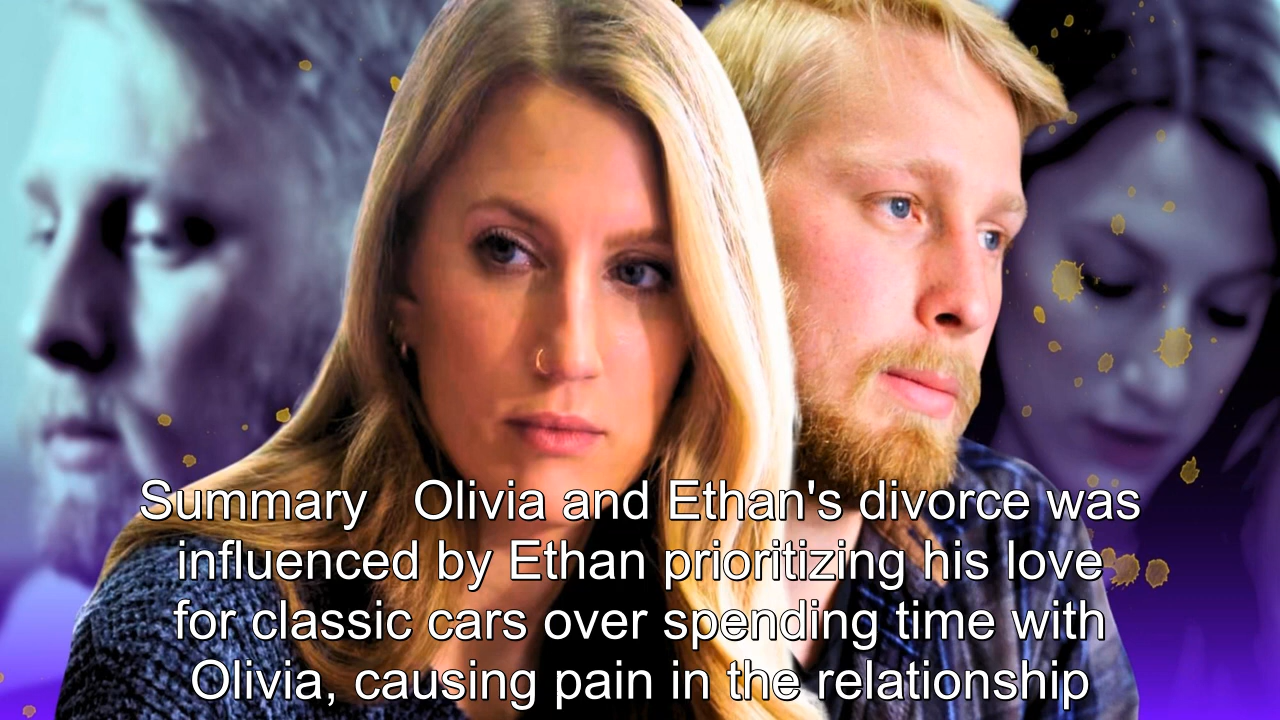 Summary   Olivia and Ethan's divorce was
influenced by Ethan prioritizing his love
for classic cars over spending time with
Olivia, causing pain in the relationship